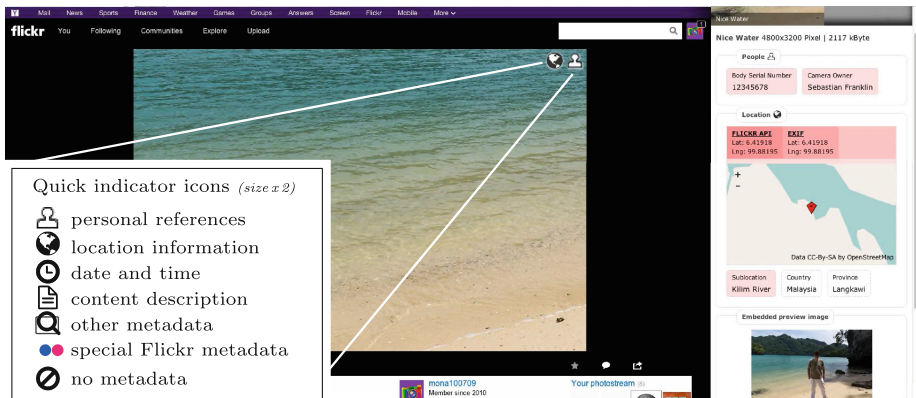 Y! Mail News Sports Finance Weather Games Groups Answers Screen Flickr Mobile More
flickr You Following Communities Explore Upload
1
Quick indicator icons (size x 2)
personal references
location information
date and time
content description
other metadata
special Flickr metadata
no metadata
mona100709
Member since 2010
Your photostream (8)
Nice Water
Nice Water 4800x3200 Pixel | 2117 kByte
People
Body Serial Number Camera Owner
12345678 Sebastian Franklin
Location
FLICKR API EXIF
Lat: 6.41918 Lat: 6.41918
Lng: 99.88195 Lng: 99.88195
+
-
Data CC-By-SA by OpenStreetMap
Sublocation Country Province
Kilim River Malaysia Langkawi
Embedded preview image